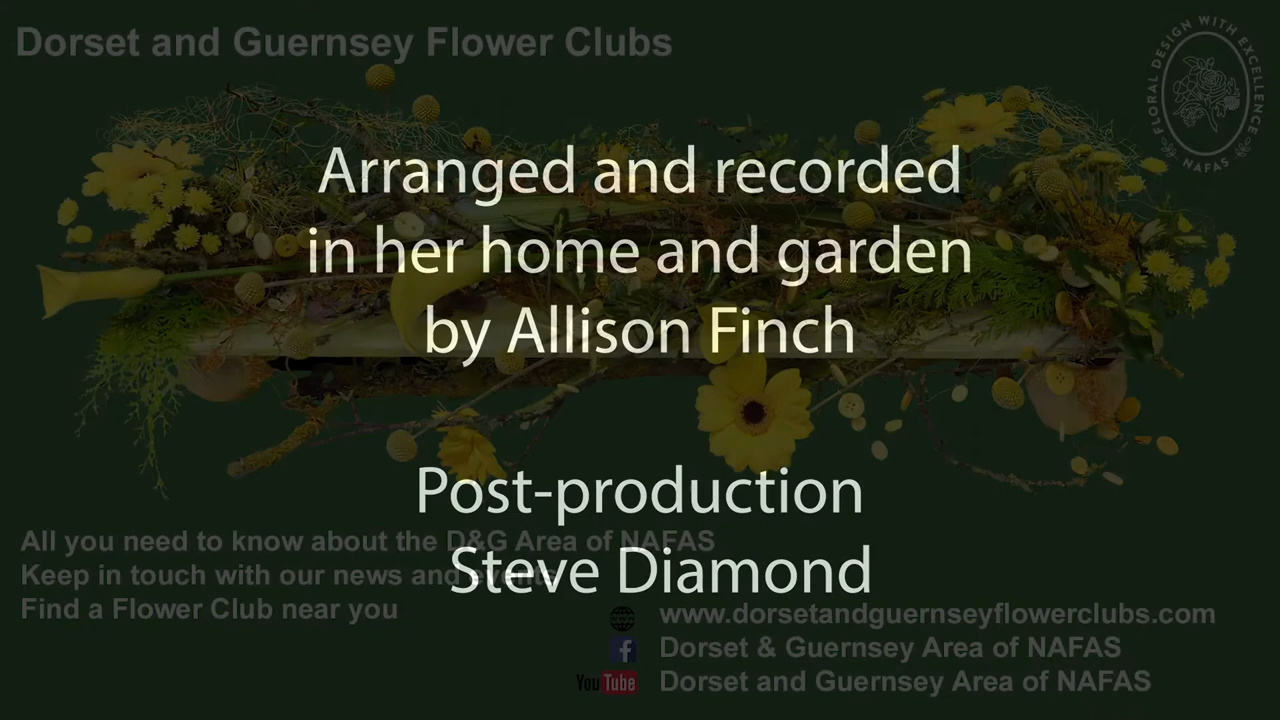 Dorset and Guernsey Flower Clubs
FLORAL DESIGN WITH EXCELLENCE
NAFAS
Arranged and recorded
in her home and garden
by Allison Finch
Post-production
Steve Diamond
All you need to know about the D&G Area of NAFAS
Keep in touch with our news and events
Find a Flower Club near you
www.dorsetandguernseyflowerclubs.com
Dorset & Guernsey Area of NAFAS
YouTube Dorset and Guernsey Area of NAFAS